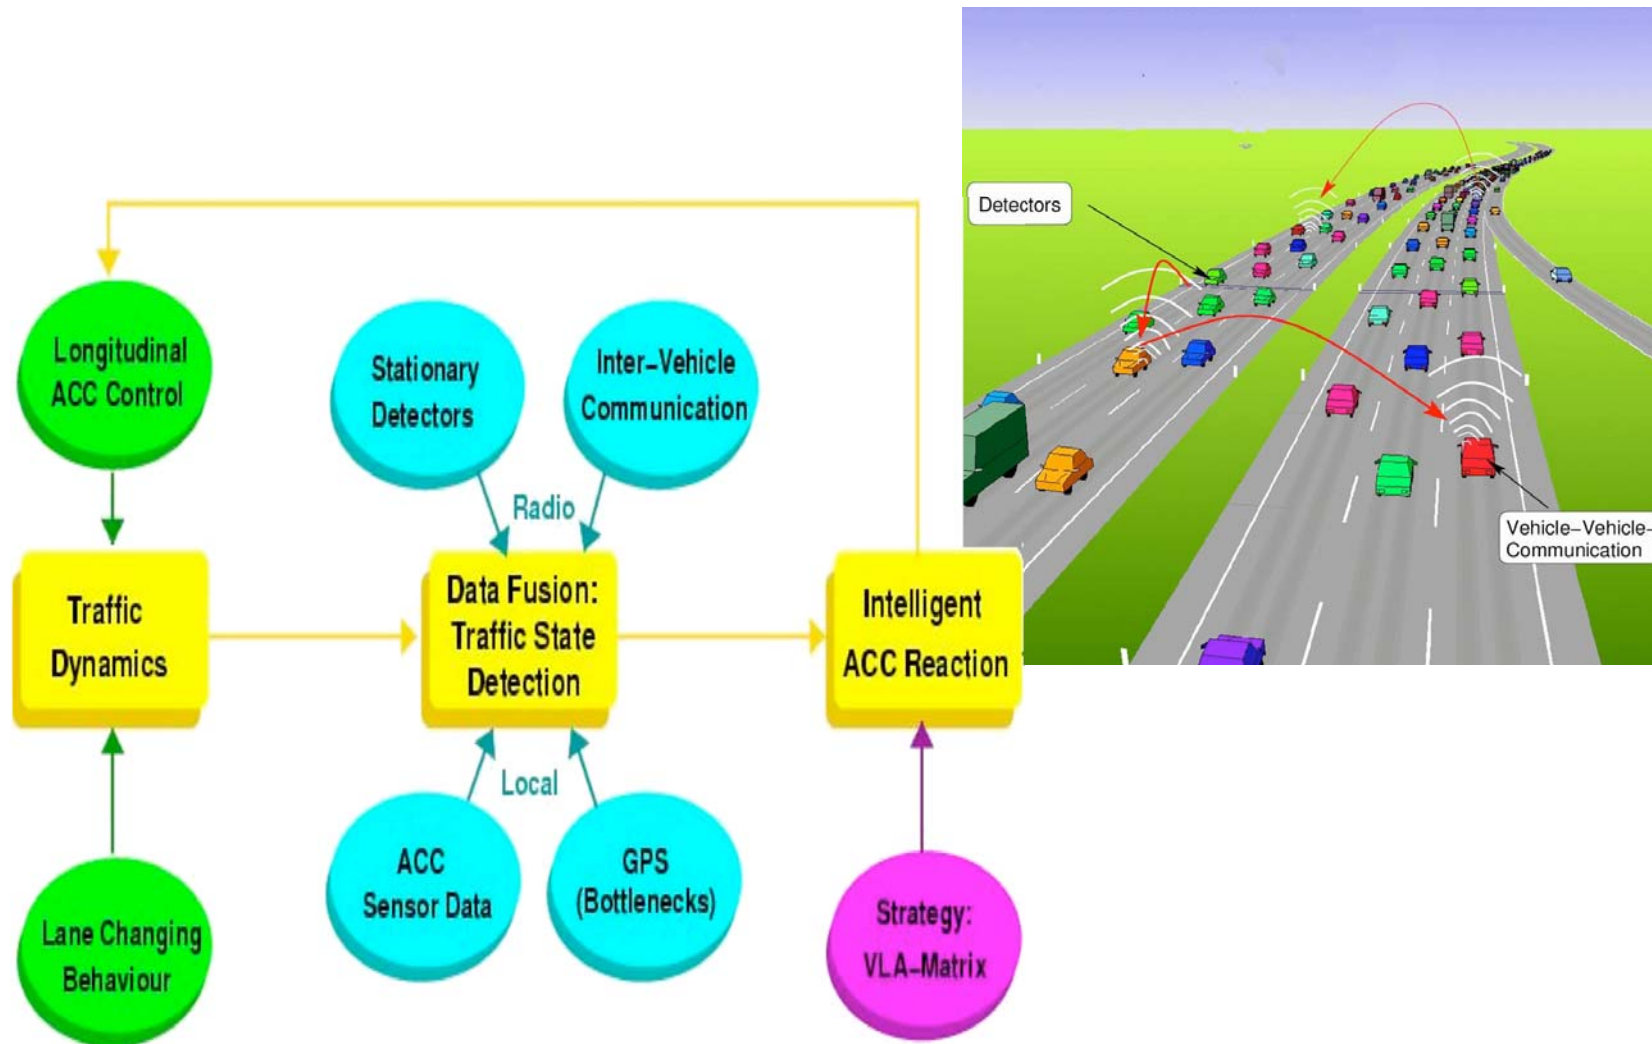 Detectors
Vehicle–Vehicle–
Communication
Longitudinal
ACC Control
Stationary
Detectors
Inter–Vehicle
Communication
Radio
Traffic
Dynamics
Data Fusion:
Traffic State
Detection
Intelligent
ACC Reaction
Local
ACC
Sensor Data
GPS
(Bottlenecks)
Lane Changing
Behaviour
Strategy:
VLA–Matrix